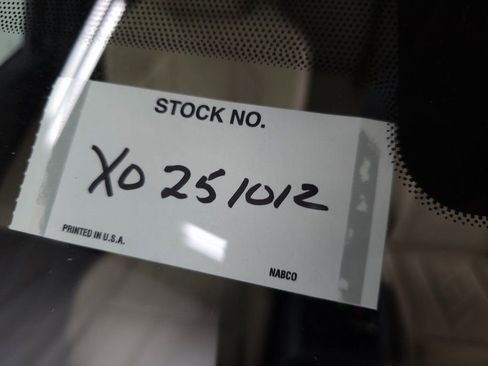 STOCK NO.
XO 251012
PRINTED IN U.S.A.
NABCO